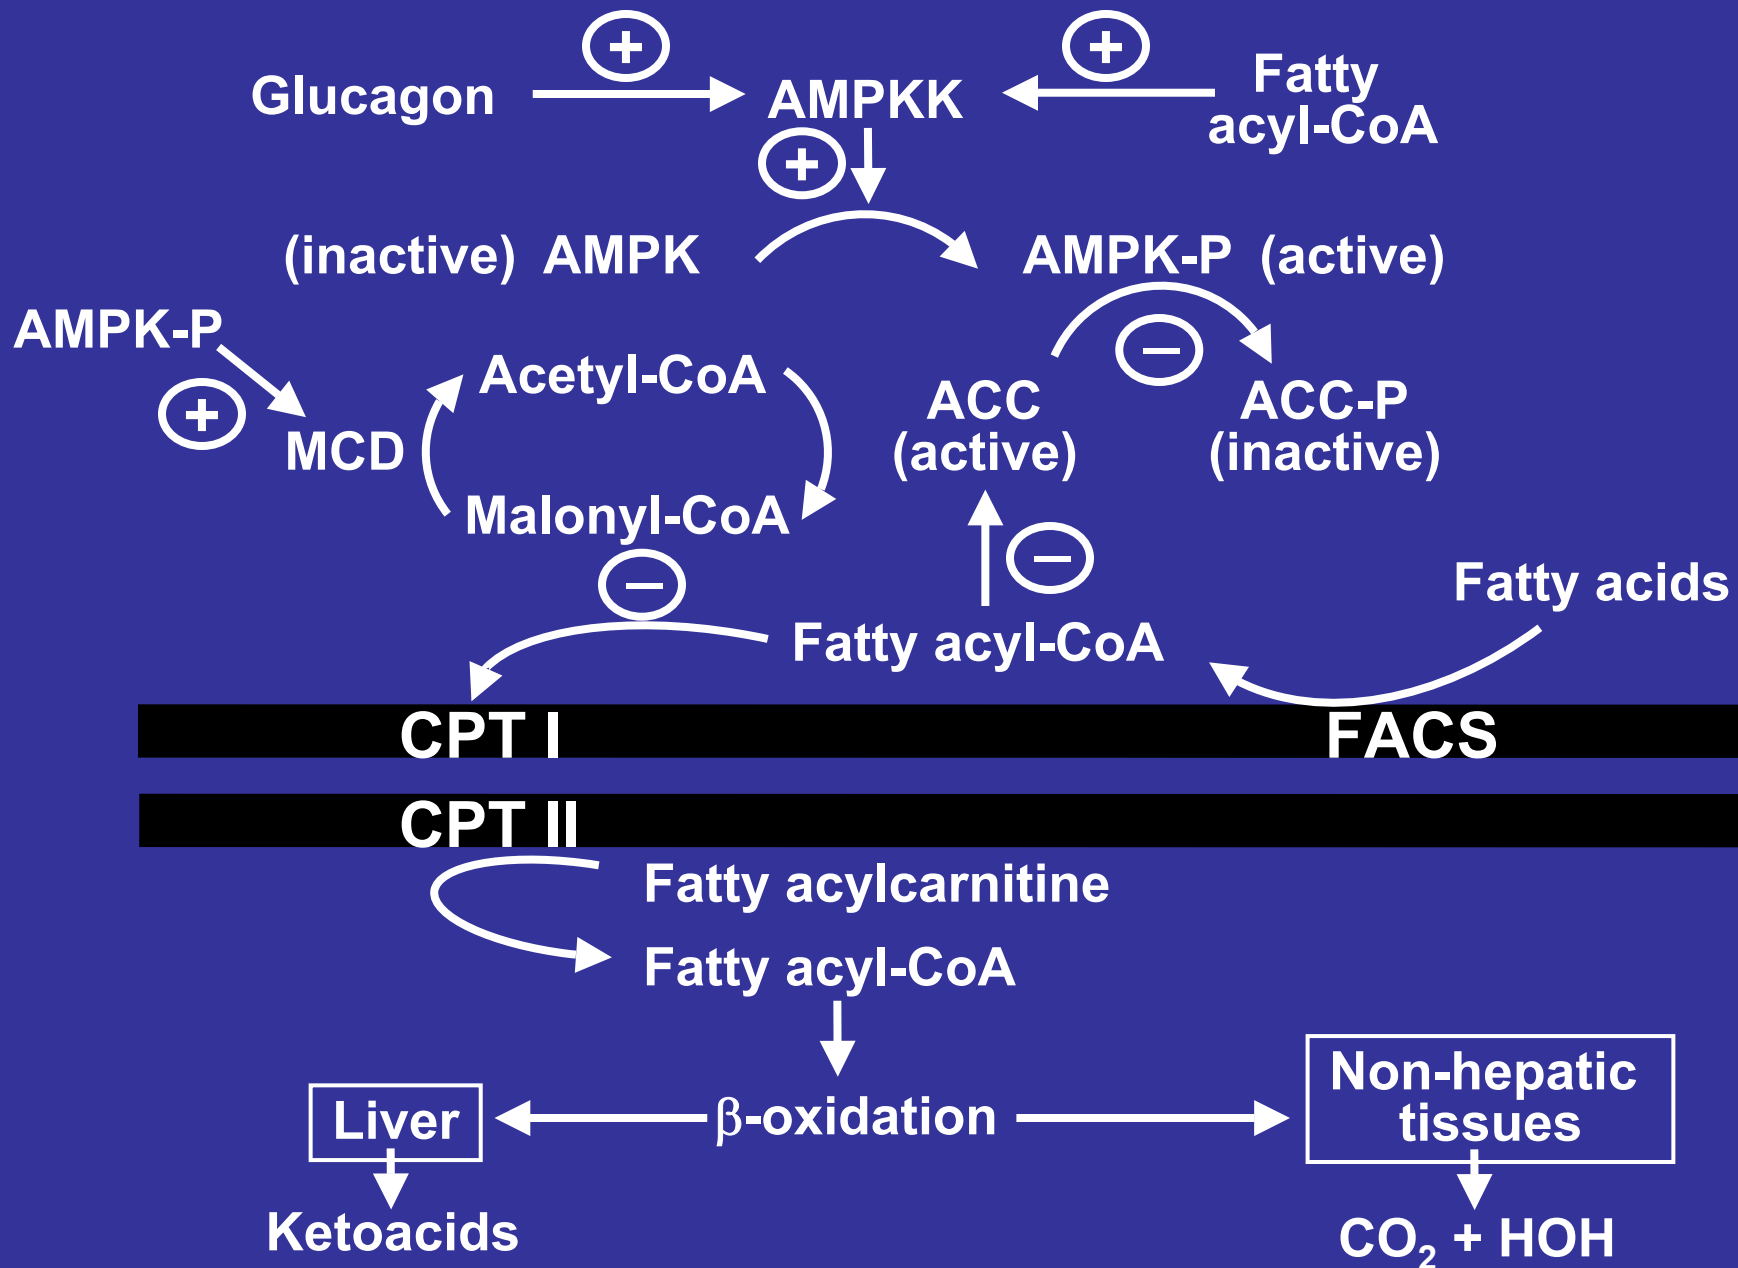 Glucagon
+
AMPKK
+
Fatty
acyl-CoA
+
(inactive) AMPK
AMPK-P (active)
AMPK-P
+
MCD
Acetyl-CoA
Malonyl-CoA
–
ACC
(active)
–
ACC-P
(inactive)
–
Fatty acyl-CoA
Fatty acids
CPT I
FACS
CPT II
Fatty acylcarnitine
Fatty acyl-CoA
β-oxidation
Liver
Ketoacids
Non-hepatic
tissues
CO₂ + HOH